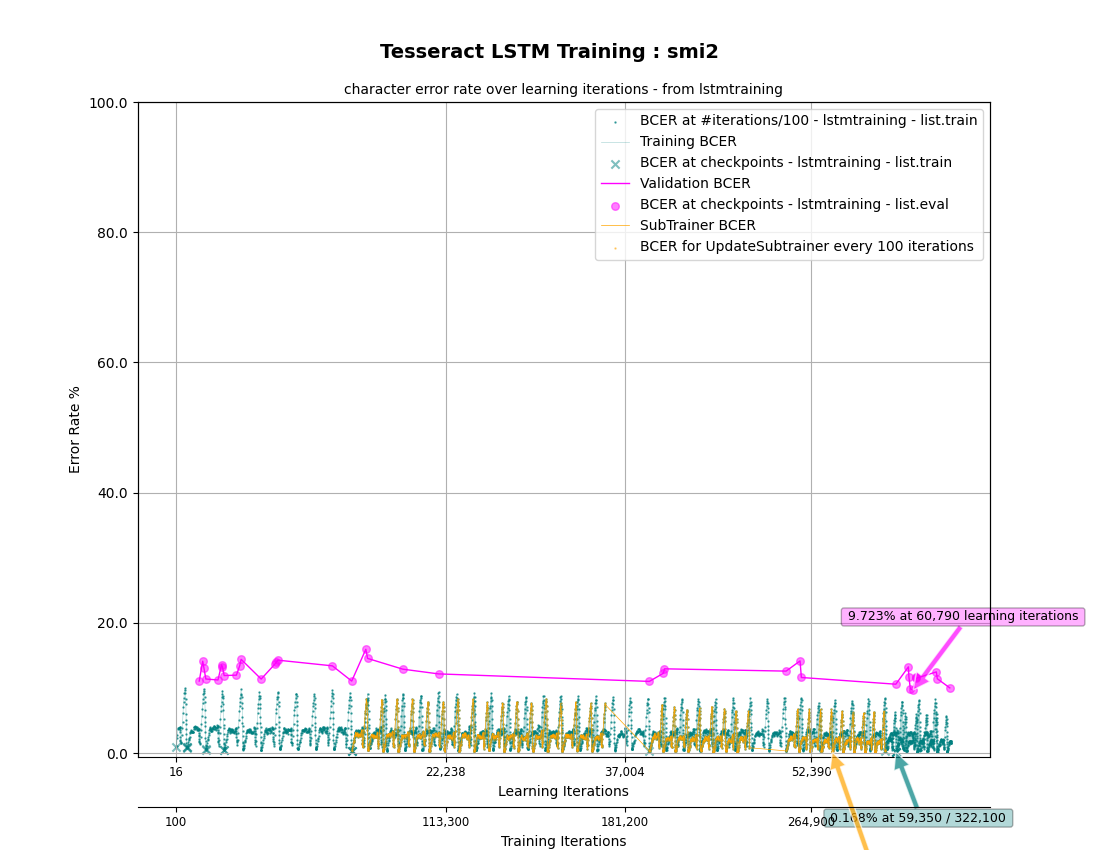 Tesseract LSTM Training : smi2
character error rate over learning iterations - from lstmtraining
100.0
80.0
60.0
40.0
20.0
0.0
Error Rate %
BCER at #iterations/100 - lstmtraining - list.train
Training BCER
BCER at checkpoints - lstmtraining - list.train
Validation BCER
BCER at checkpoints - lstmtraining - list.eval
SubTrainer BCER
BCER for UpdateSubtrainer every 100 iterations
9.723% at 60,790 learning iterations
16 22,238 37,004 52,390
Learning Iterations
0.168% at 59,350 / 322,100
100 113,300 181,200 264,900
Training Iterations